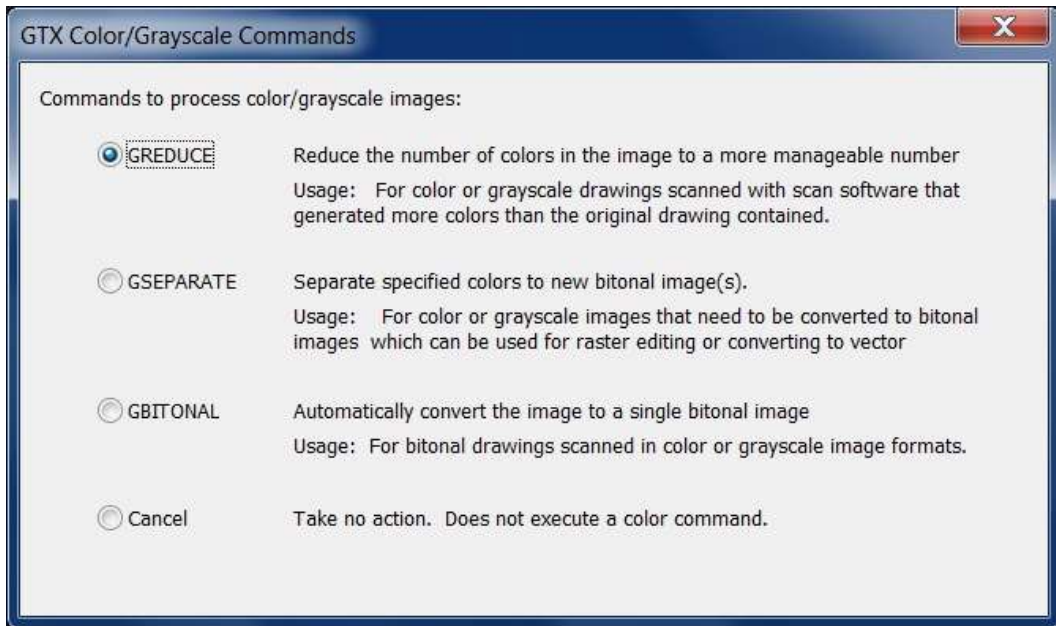 GTX Color/Grayscale Commands
X
Commands to process color/grayscale images:
GREDUCE Reduce the number of colors in the image to a more manageable number
Usage: For color or grayscale drawings scanned with scan software that
generated more colors than the original drawing contained.
GSEPARATE Separate specified colors to new bitonal image(s).
Usage: For color or grayscale images that need to be converted to bitonal
images which can be used for raster editing or converting to vector
GBITONAL Automatically convert the image to a single bitonal image
Usage: For bitonal drawings scanned in color or grayscale image formats.
Cancel Take no action. Does not execute a color command.